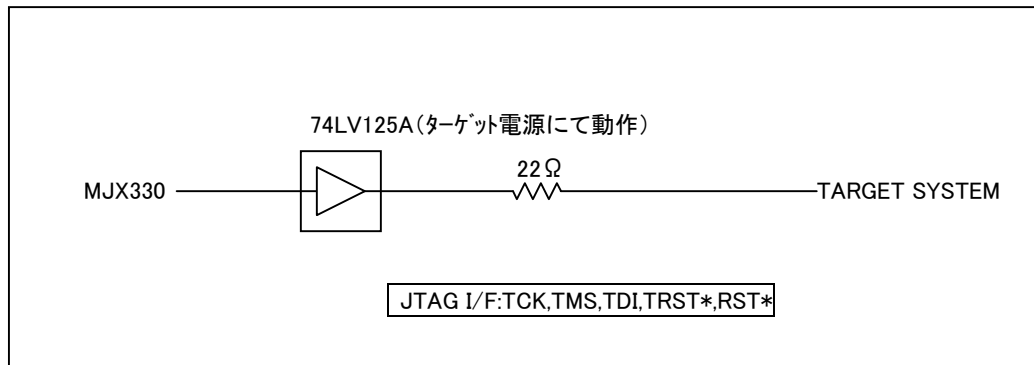 74LV125A(ターゲット電源にて動作)
22Ω
MJX330
TARGET SYSTEM
JTAG I/F:TCK,TMS,TDI,TRST*,RST*